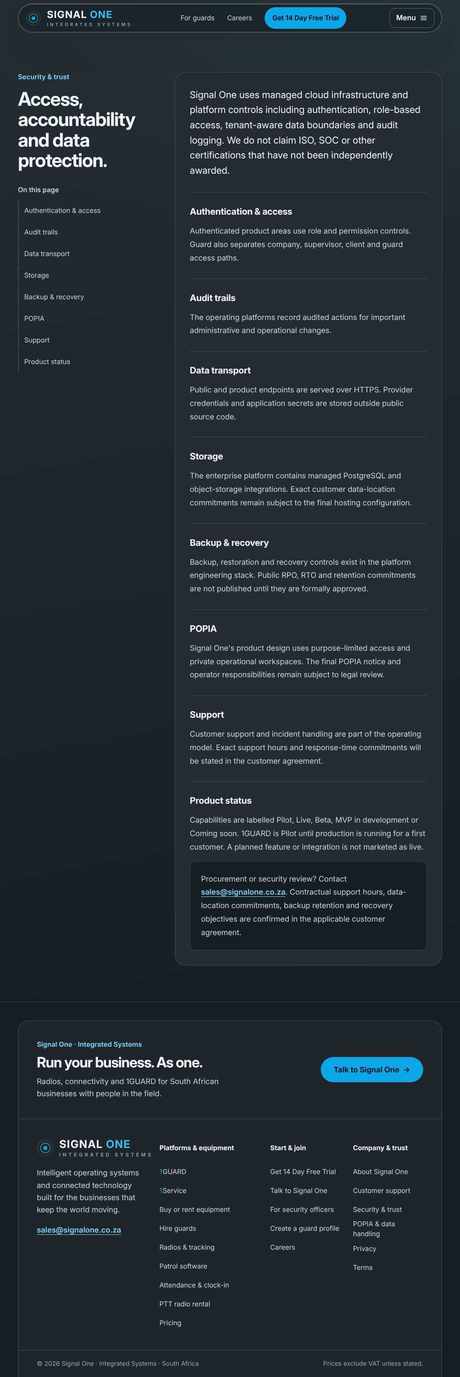 SIGNAL ONE
INTEGRATED SYSTEMS
For guards
Careers
Get 14 Day Free Trial
Menu
Security & trust
Access,
accountability
and data
protection.
On this page
Authentication & access
Audit trails
Data transport
Storage
Backup & recovery
POPIA
Support
Product status
Signal One uses managed cloud infrastructure and
platform controls including authentication, role-based
access, tenant-aware data boundaries and audit
logging. We do not claim ISO, SOC or other
certifications that have not been independently
awarded.
Authentication & access
Authenticated product areas use role and permission controls.
Guard also separates company, supervisor, client and guard
access paths.
Audit trails
The operating platforms record audited actions for important
administrative and operational changes.
Data transport
Public and product endpoints are served over HTTPS. Provider
credentials and application secrets are stored outside public
source code.
Storage
The enterprise platform contains managed PostgreSQL and
object-storage integrations. Exact customer data-location
commitments remain subject to the final hosting configuration.
Backup & recovery
Backup, restoration and recovery controls exist in the platform
engineering stack. Public RPO, RTO and retention commitments
are not published until they are formally approved.
POPIA
Signal One's product design uses purpose-limited access and
private operational workspaces. The final POPIA notice and
operator responsibilities remain subject to legal review.
Support
Customer support and incident handling are part of the operating
model. Exact support hours and response-time commitments will
be stated in the customer agreement.
Product status
Capabilities are labelled Pilot, Live, Beta, MVP in development or
Coming soon. 1GUARD is Pilot until production is running for a first
customer. A planned feature or integration is not marketed as live.
Procurement or security review? Contact
sales@signalone.co.za. Contractual support hours, data-
location commitments, backup retention and recovery
objectives are confirmed in the applicable customer
agreement.
Signal One · Integrated Systems
Run your business. As one.
Radios, connectivity and 1GUARD for South African
businesses with people in the field.
Talk to Signal One →
SIGNAL ONE
INTEGRATED SYSTEMS
Intelligent operating systems
and connected technology
built for the businesses that
keep the world moving.
sales@signalone.co.za
Platforms & equipment
1GUARD
1Service
Buy or rent equipment
Hire guards
Radios & tracking
Patrol software
Attendance & clock-in
PTT radio rental
Pricing
Start & join
Get 14 Day Free Trial
Talk to Signal One
For security officers
Create a guard profile
Careers
Company & trust
About Signal One
Customer support
Security & trust
POPIA & data
handling
Privacy
Terms
© 2026 Signal One · Integrated Systems · South Africa
Prices exclude VAT unless stated.